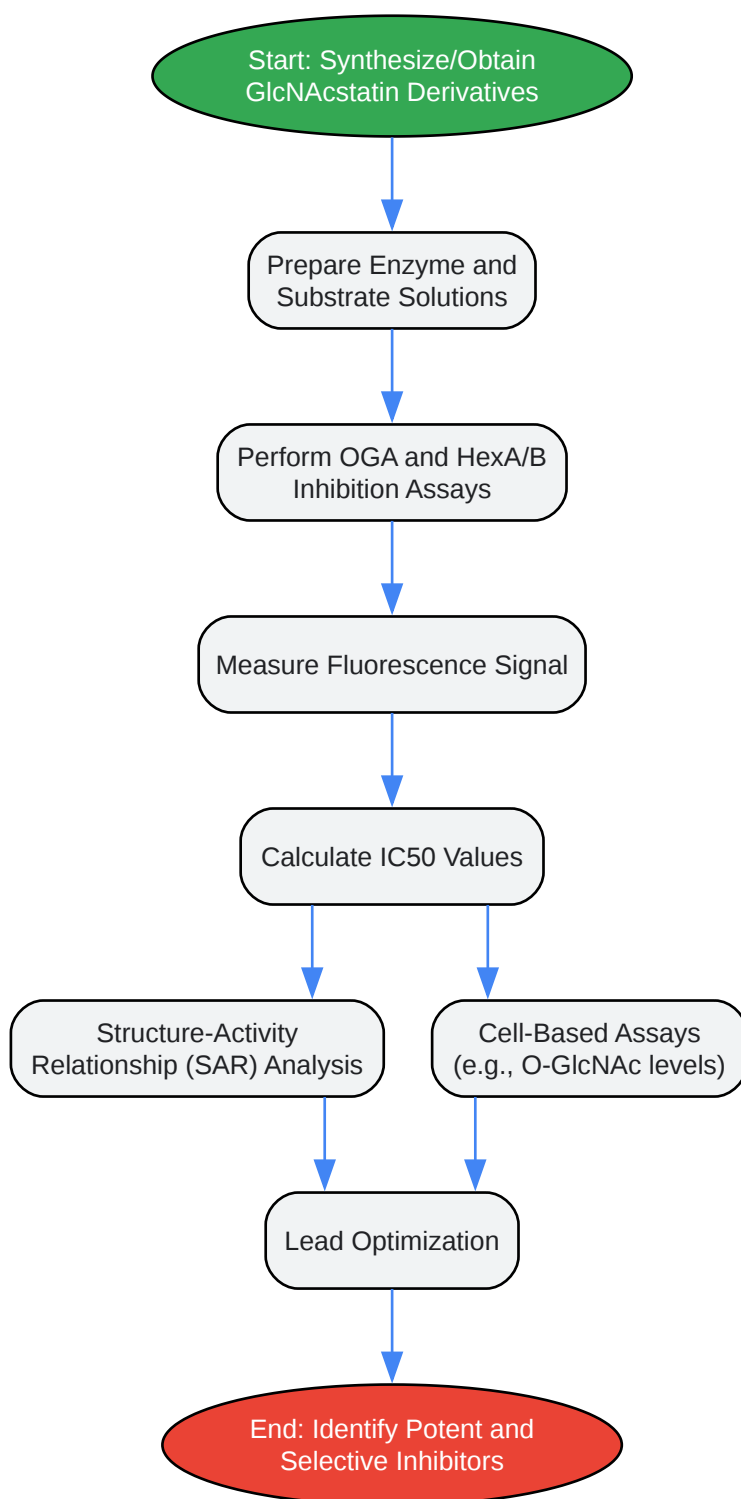 Start: Synthesize/Obtain
GlcNAcstatin Derivatives
Prepare Enzyme and
Substrate Solutions
Perform OGA and HexA/B
Inhibition Assays
Measure Fluorescence Signal
Calculate IC50 Values
Structure-Activity
Relationship (SAR) Analysis
Cell-Based Assays
(e.g., O-GlcNAc levels)
Lead Optimization
End: Identify Potent and
Selective Inhibitors